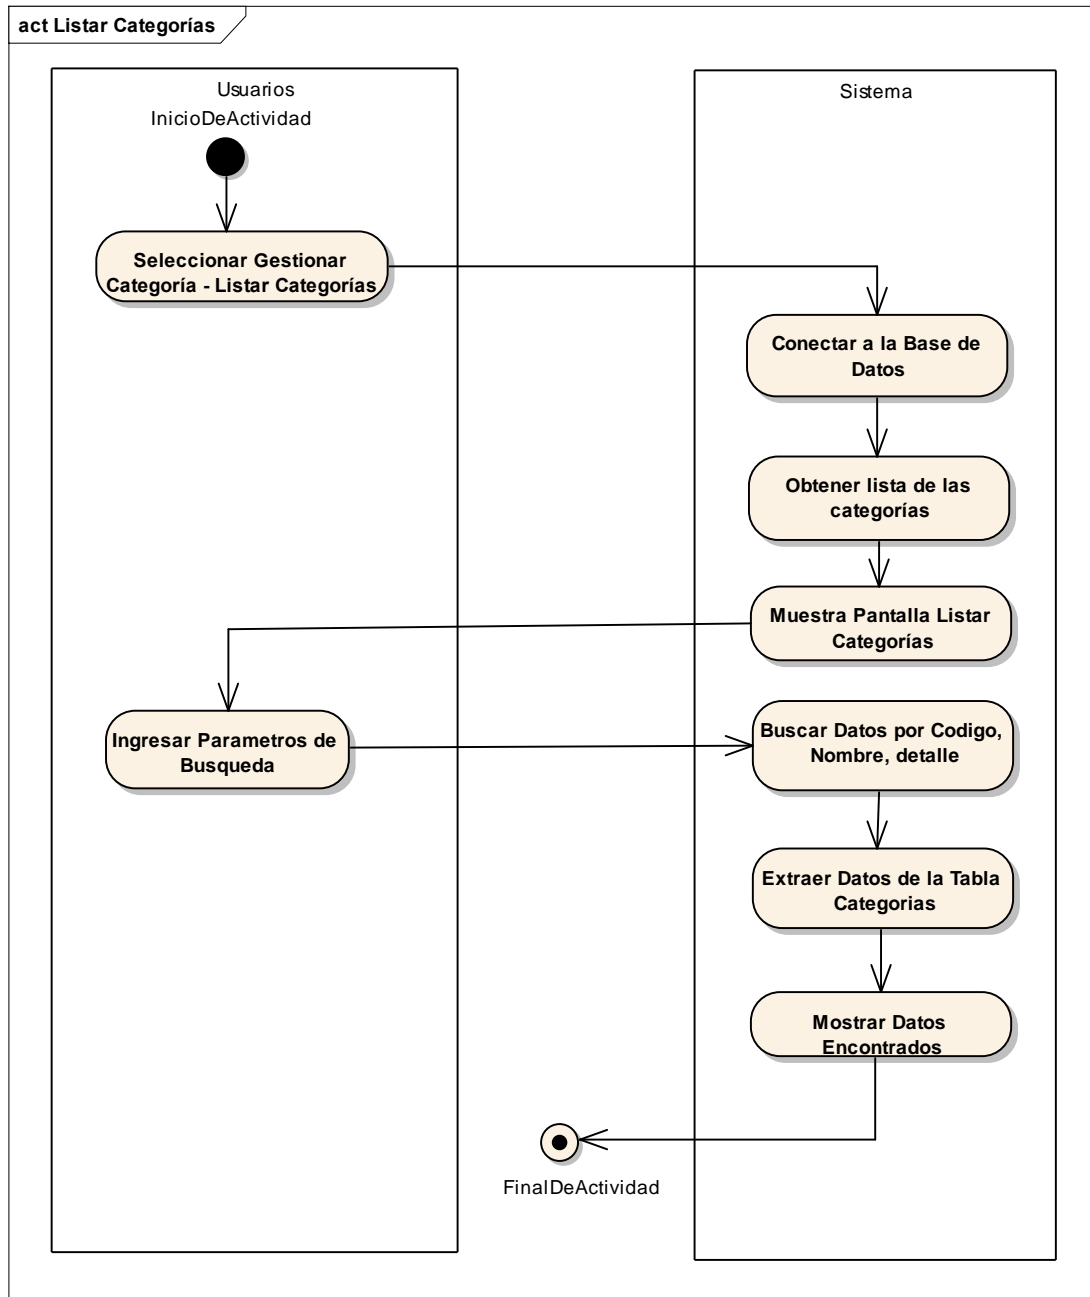 act Listar Categorías
Usuarios
InicioDeActividad
Sistema
Seleccionar Gestionar
Categoría - Listar Categorías
Conectar a la Base de
Datos
Obtener lista de las
categorías
Muestra Pantalla Listar
Categorías
Ingresar Parametros de
Busqueda
Buscar Datos por Codigo,
Nombre, detalle
Extraer Datos de la Tabla
Categorias
Mostrar Datos
Encontrados
FinalDeActividad